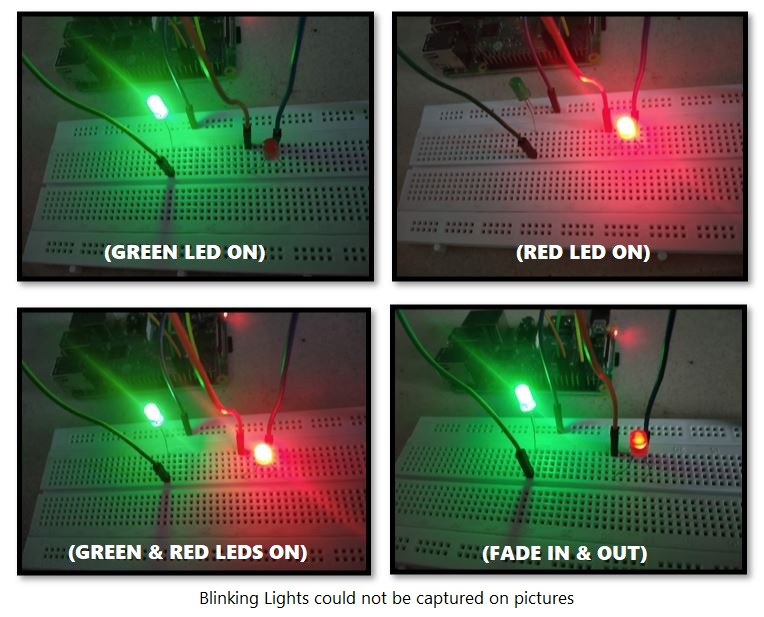 (GREEN LED ON)
(RED LED ON)
(GREEN & RED LEDS ON)
(FADE IN & OUT)
Blinking Lights could not be captured on pictures